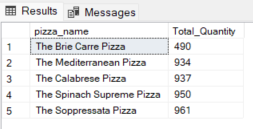 Results Messages
pizza_name Total_Quantity
1 The Brie Carre Pizza 490
2 The Mediterranean Pizza 934
3 The Calabrese Pizza 937
4 The Spinach Supreme Pizza 950
5 The Soppressata Pizza 961